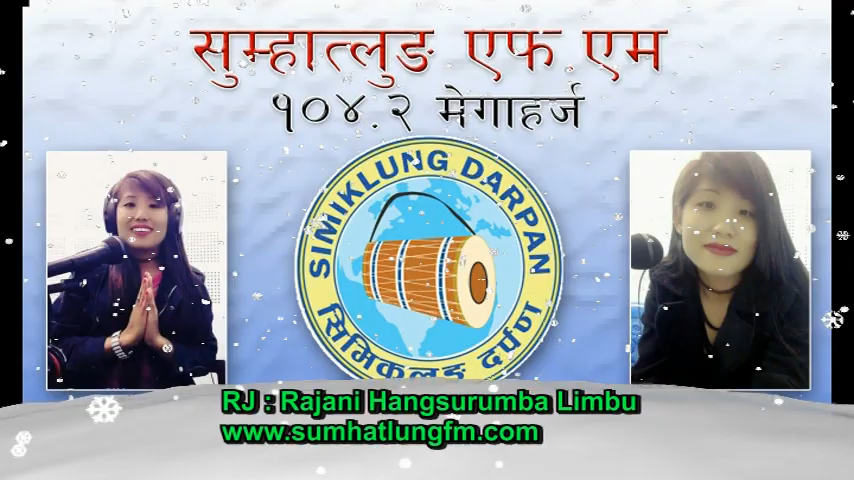 सुम्हात्लुङ एफ.एम
१०४.२ मेगाहर्ज
SIMIKLUNG DARPAN
सिमिकलुङ दर्पण
RJ : Rajani Hangsurumba Limbu
www.sumhatlungfm.com